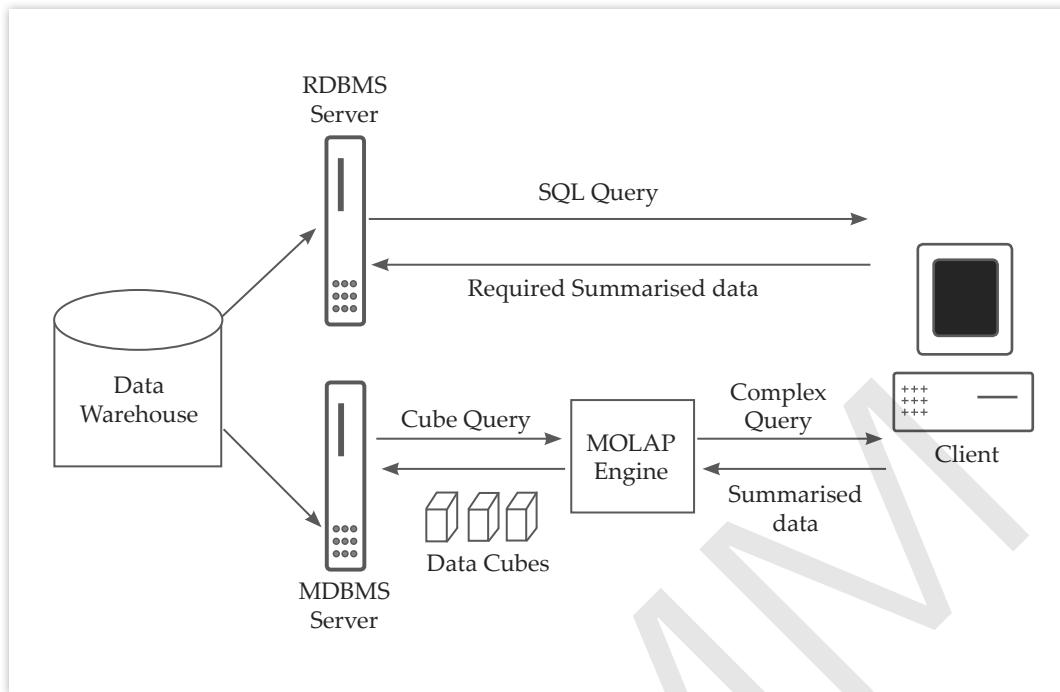 RDBMS
Server
SQL Query
Required Summarised data
Data
Warehouse
Cube Query
MOLAP
Engine
Complex
Query
Client
Summarised
data
Data Cubes
MDBMS
Server